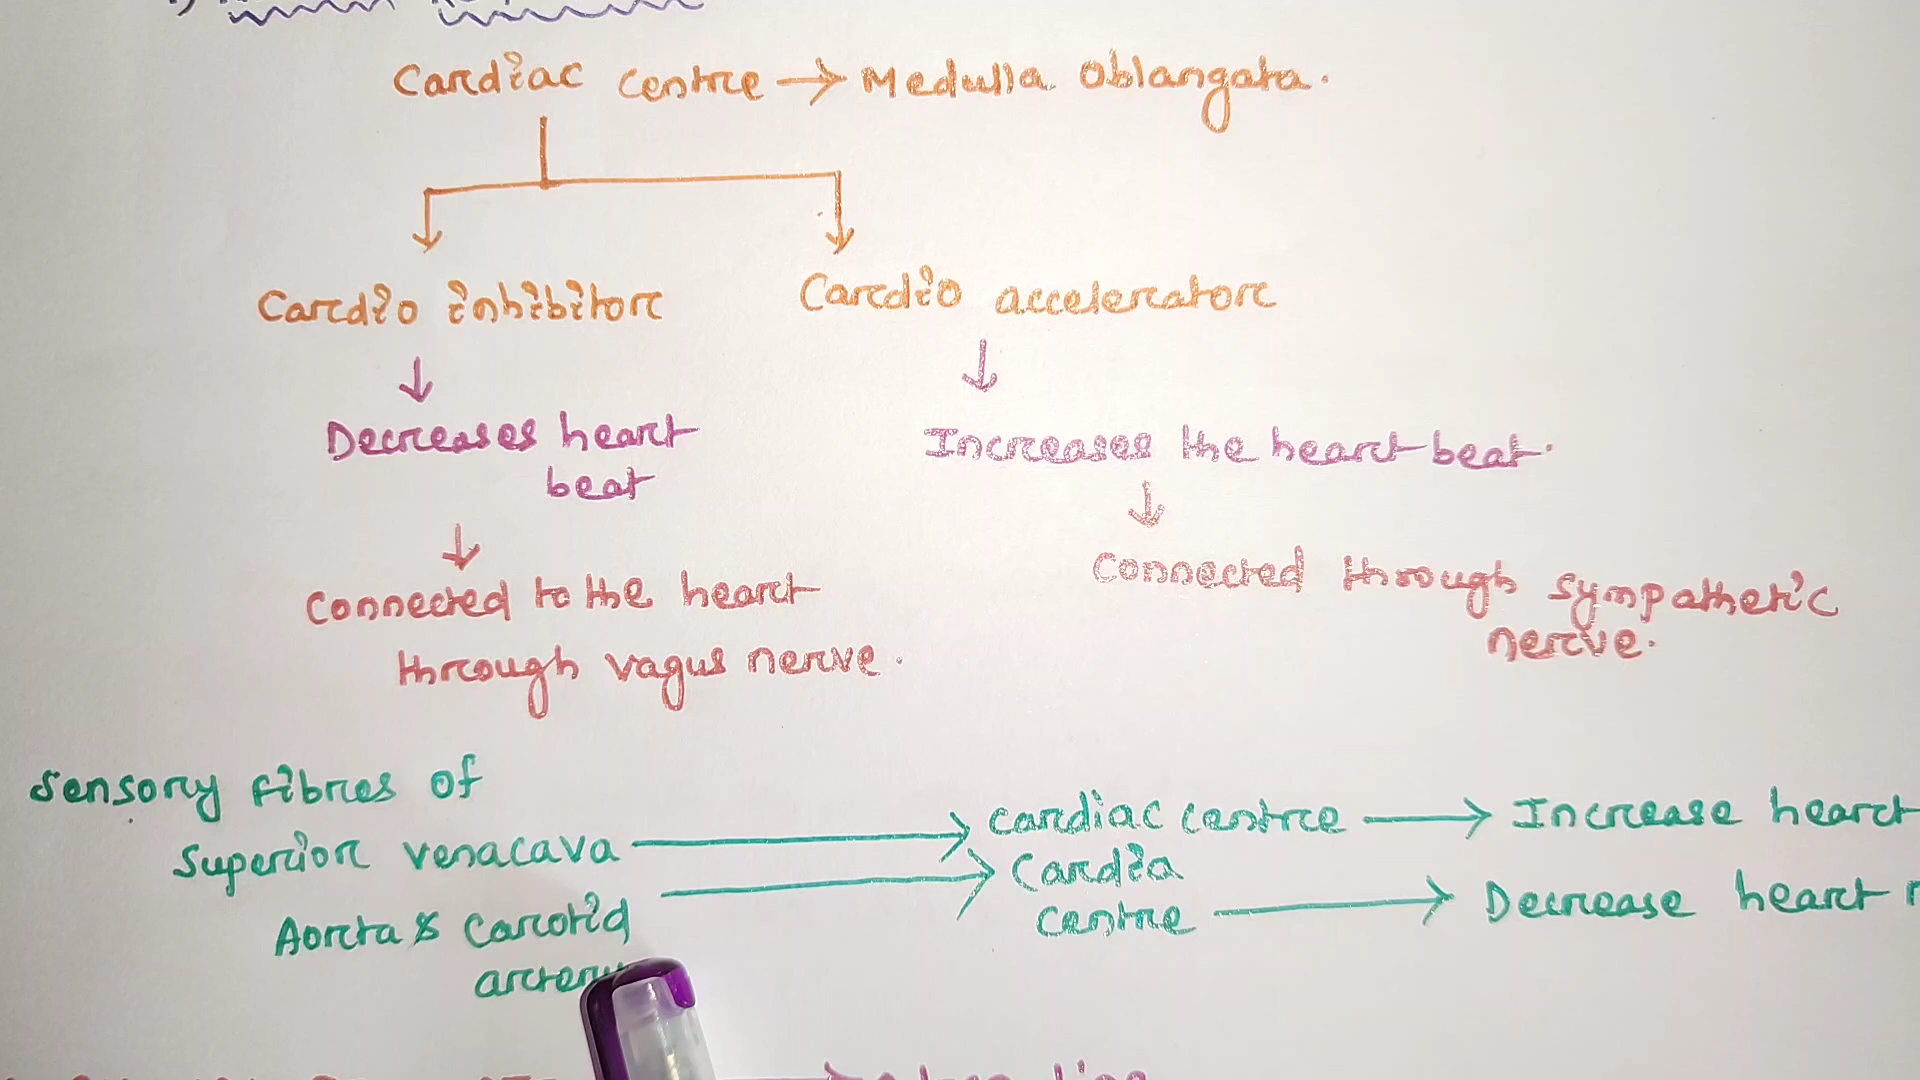 Cardiac centre → Medulla Oblangata.
Cardio inhibitor
Cardio accelerator
↓
↓
Decreases heart
beat
Increases the heart beat.
↓
↓
Connected to the heart
through vagus nerve.
Connected through sympathetic
nerve.
Sensory fibres of
Superior venacava → cardiac centre → Increase heart
Aorta & Carotid
artery
→ Cardia
centre → Decrease heart